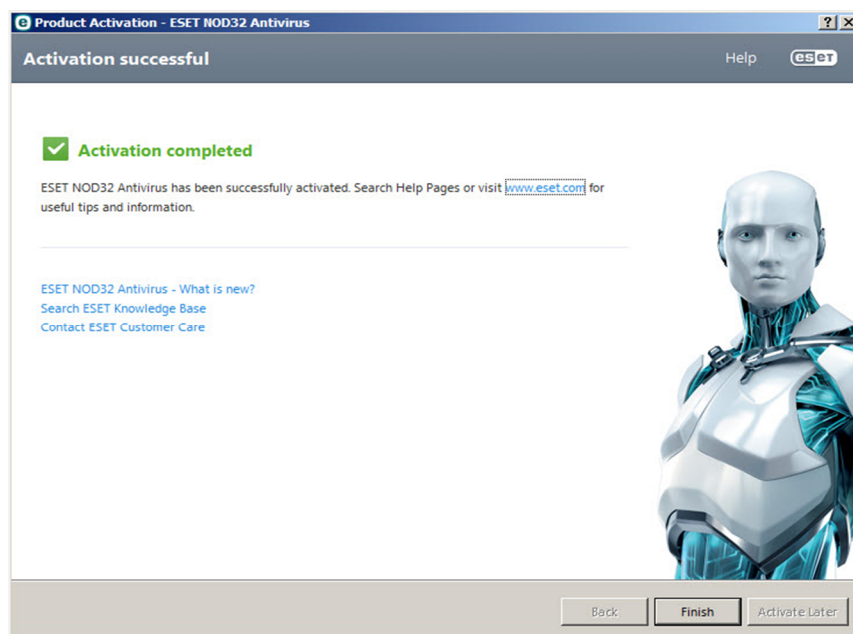 Product Activation - ESET NOD32 Antivirus
Activation successful
Help
eset
Activation completed
ESET NOD32 Antivirus has been successfully activated. Search Help Pages or visit www.eset.com for
useful tips and information.
ESET NOD32 Antivirus - What is new?
Search ESET Knowledge Base
Contact ESET Customer Care
Back
Finish
Activate Later